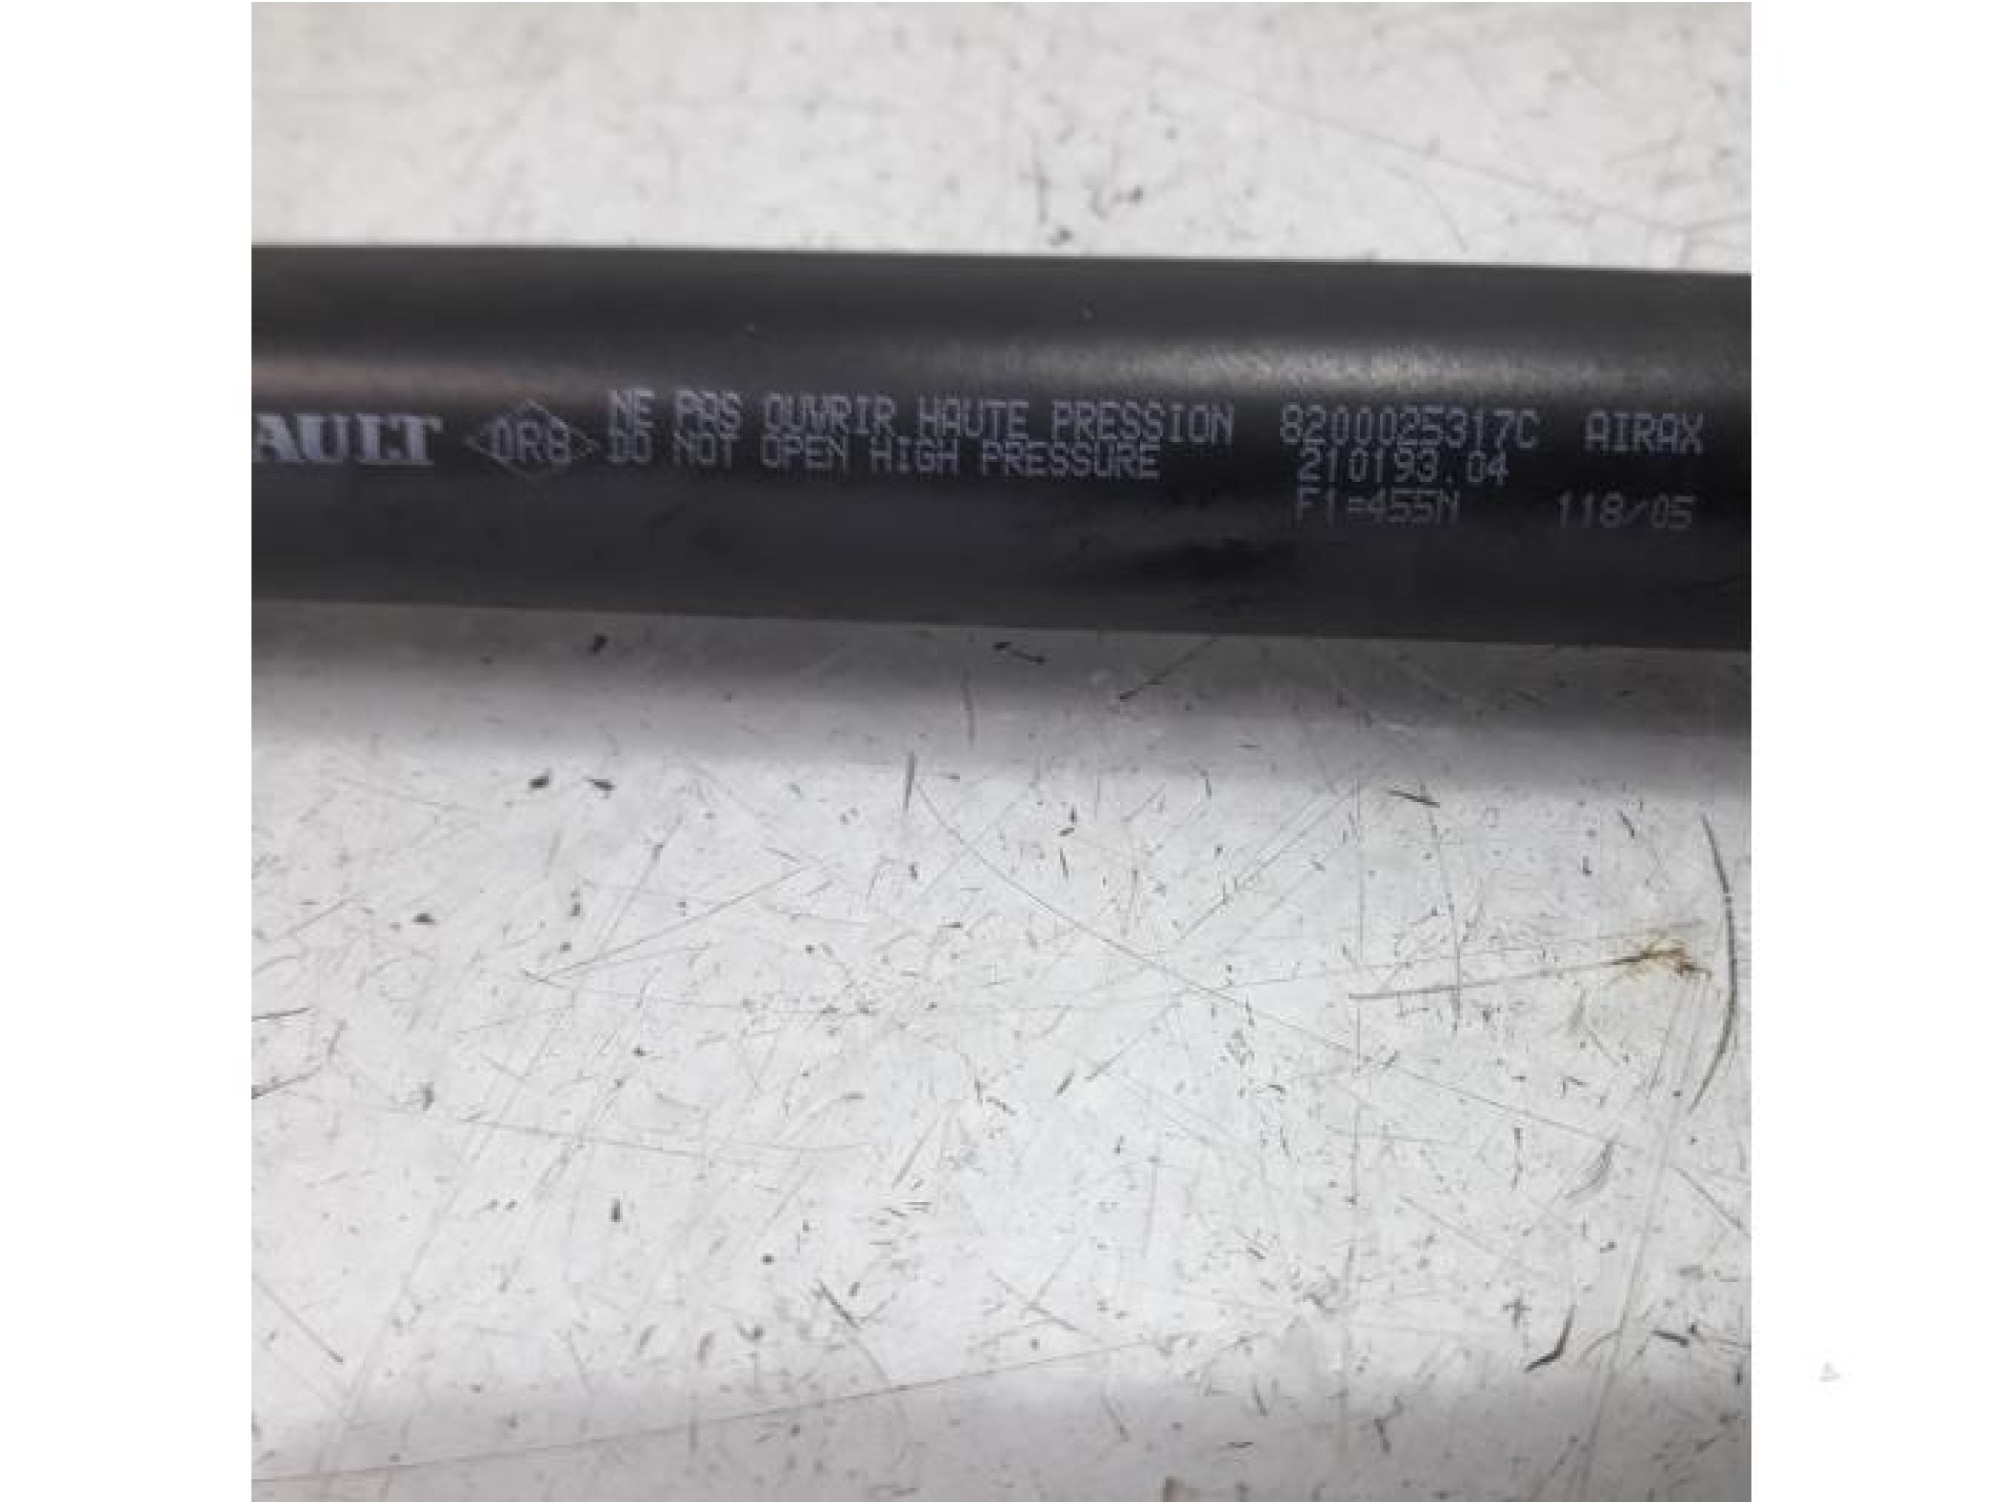 AULT OR8 NE PAS OUVRIR HAUTE PRESSION 8200025317C AIRAX
DO NOT OPEN HIGH PRESSURE 210193.04
F1=455N 118/05